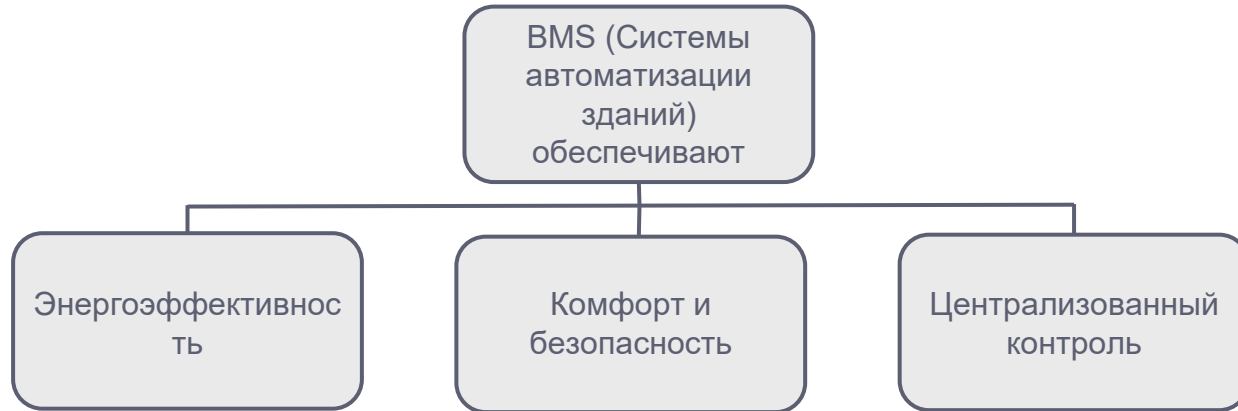 BMS (Системы
автоматизации
зданий)
обеспечивают
Энергоэффективнос
ть
Комфорт и
безопасность
Централизованный
контроль